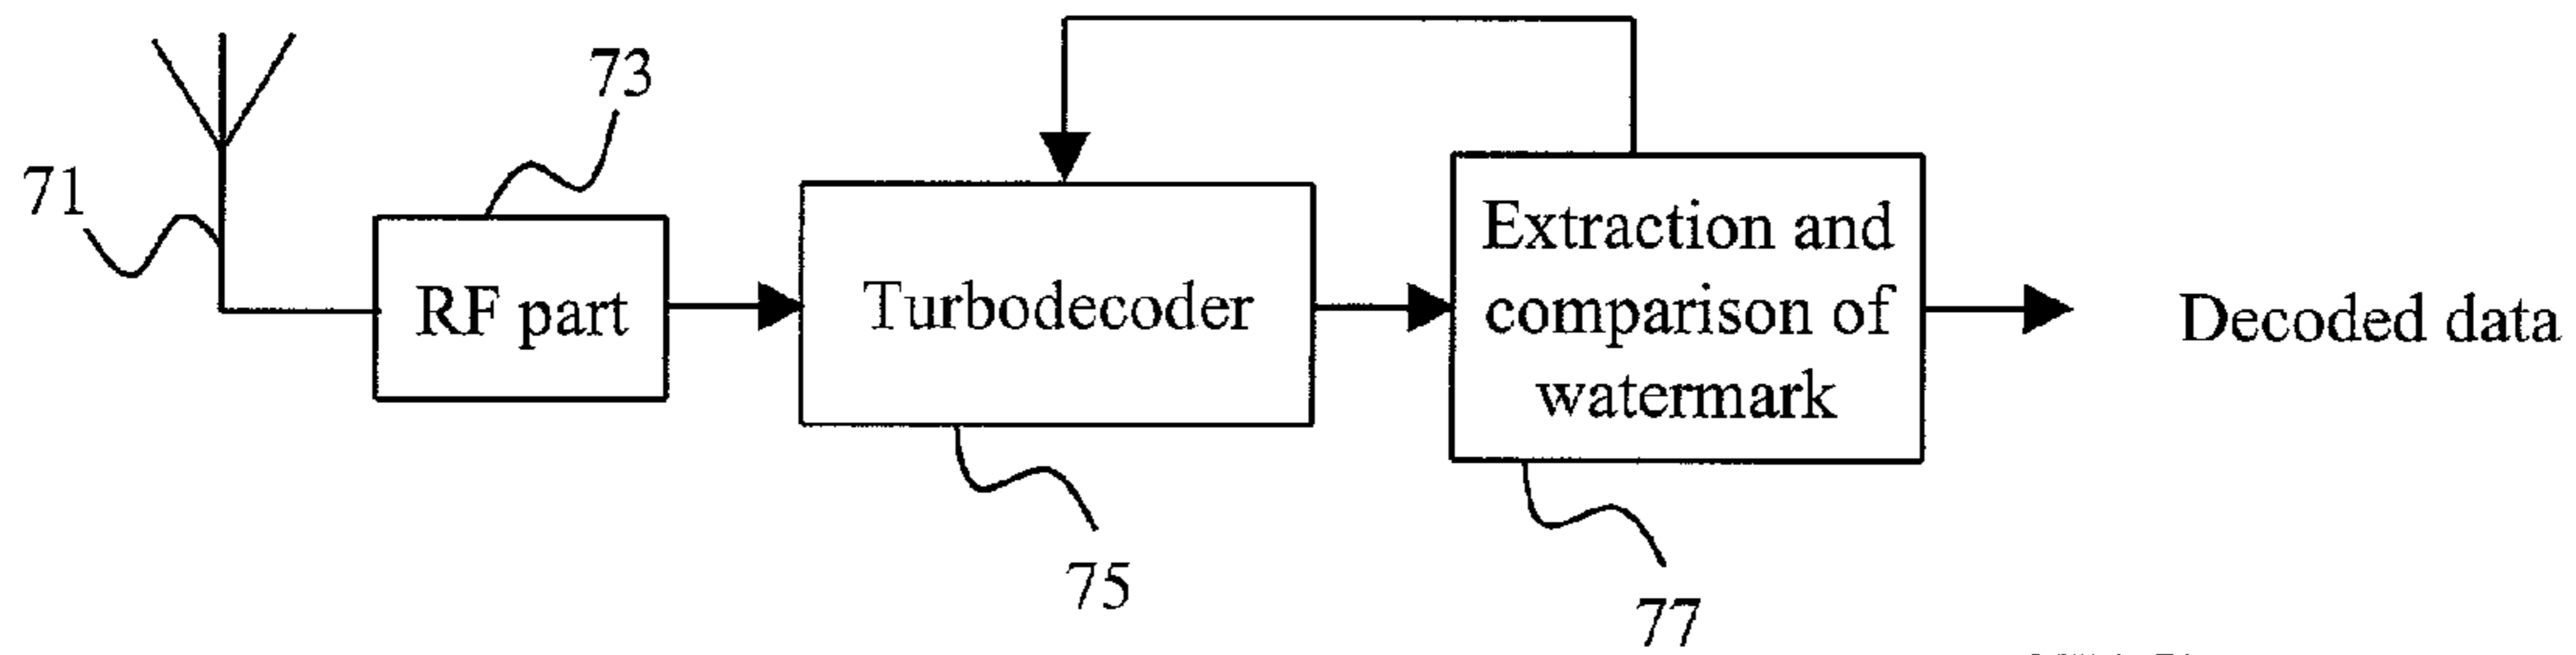 73
71
RF part
Turbodecoder
Extraction and
comparison of
watermark
Decoded data
75
77